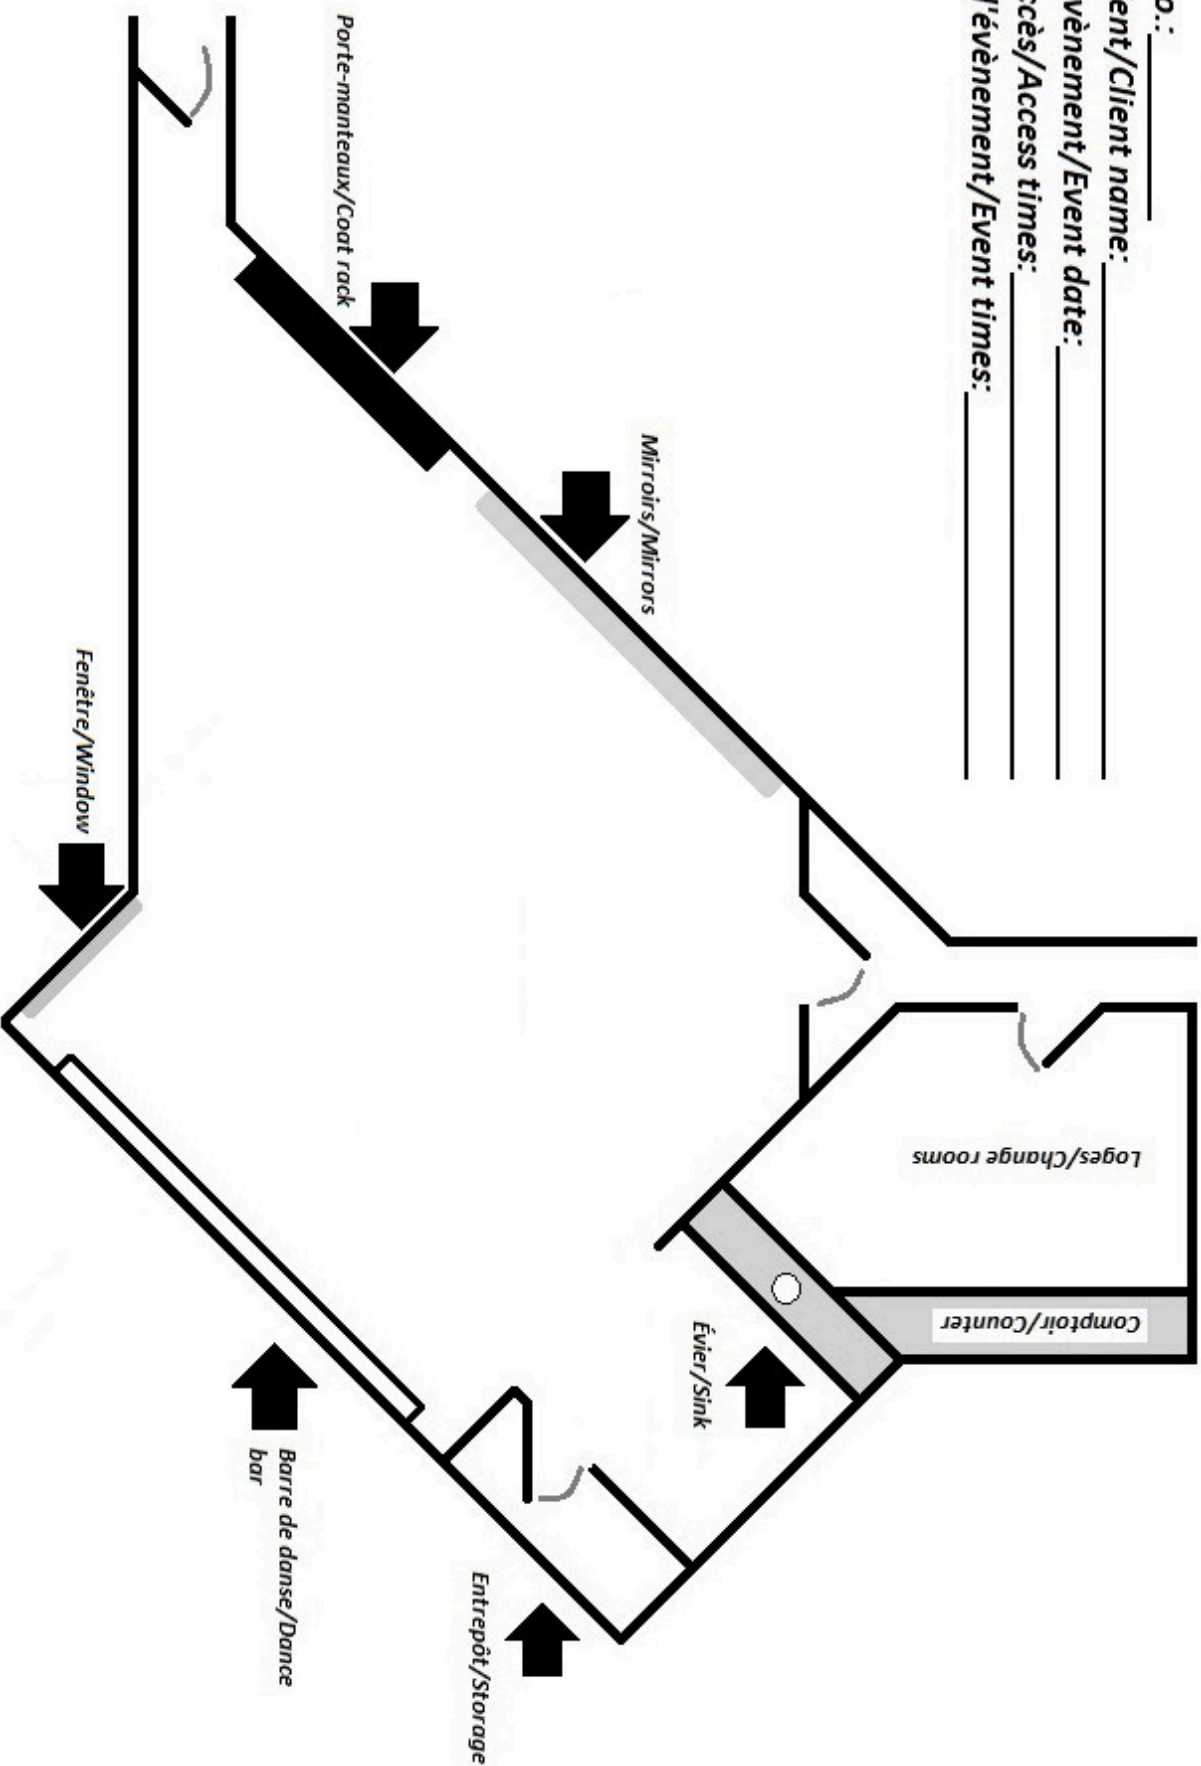 o.:
ent/Client name:
vènement/Event date:
ccès/Access times:
l'évènement/Event times:
Porte-manteaux/Coat rack
Mirroirs/Mirrors
Fenêtre/Window
Loges/Change rooms
Comptoir/Counter
Évier/Sink
Barre de danse/Dance
bar
Entrepôt/Storage